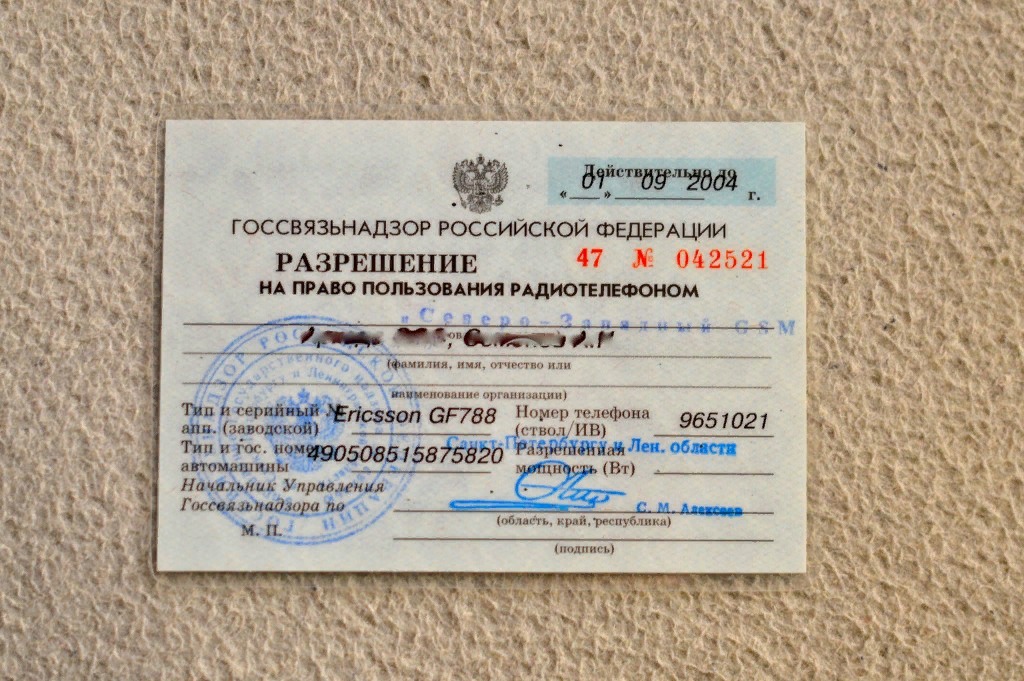 Действительно до
« 01 » 09 2004 г.
ГОССВЯЗЬНАДЗОР РОССИЙСКОЙ ФЕДЕРАЦИИ
РАЗРЕШЕНИЕ 47 № 042521
НА ПРАВО ПОЛЬЗОВАНИЯ РАДИОТЕЛЕФОНОМ
«Северо-Западный GSM
(фамилия, имя, отчество или
наименование организации)
Тип и серийный № Ericsson GF788 Номер телефона 9651021
апп. (заводской) (ствол/ИВ)
Санкт-Петербургу и Лен. области
Тип и гос. номер 490508515875820 Разрешенная
автомашины мощность (Вт)
Начальник Управления
Госсвязьнадзора по С. М. Алексеев
(область, край, республика)
М. П.
(подпись)